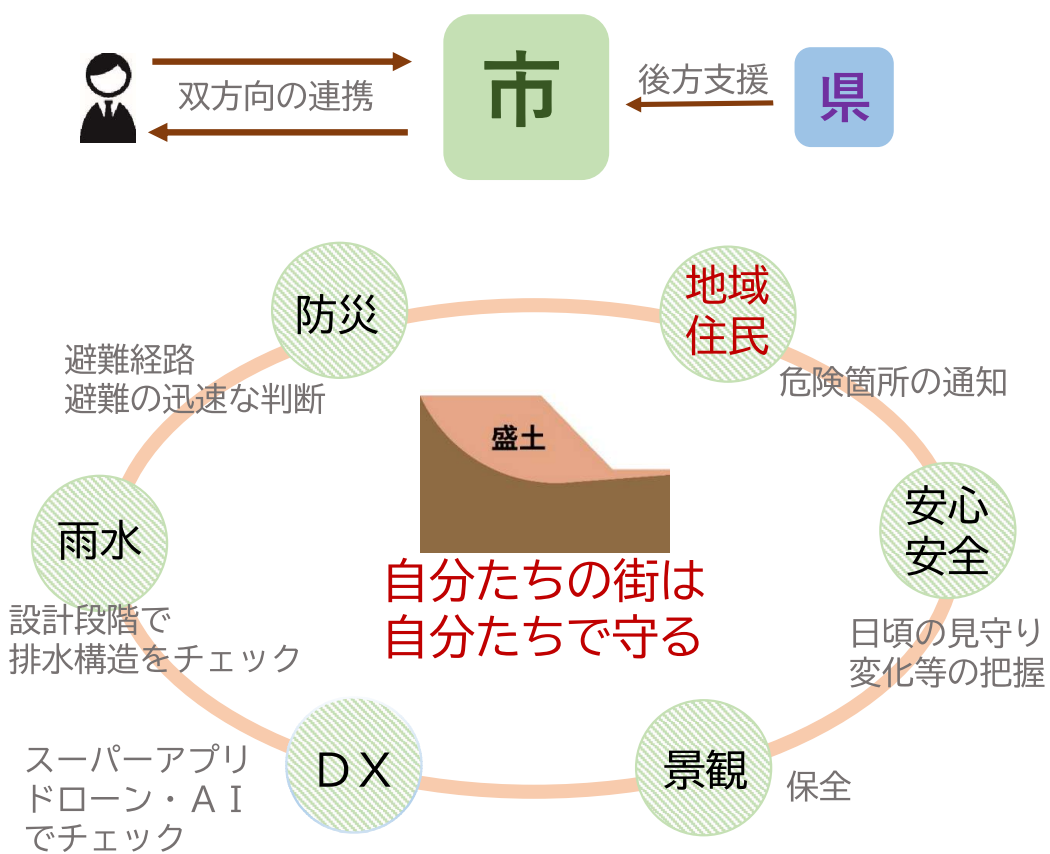 双方向の連携
市
後方支援
県
防災
地域
住民
避難経路
避難の迅速な判断
危険箇所の通知
盛土
雨水
安心
安全
自分たちの街は
自分たちで守る
設計段階で
排水構造をチェック
日頃の見守り
変化等の把握
スーパーアプリ
ドローン・ＡＩ
でチェック
ＤＸ
景観
保全